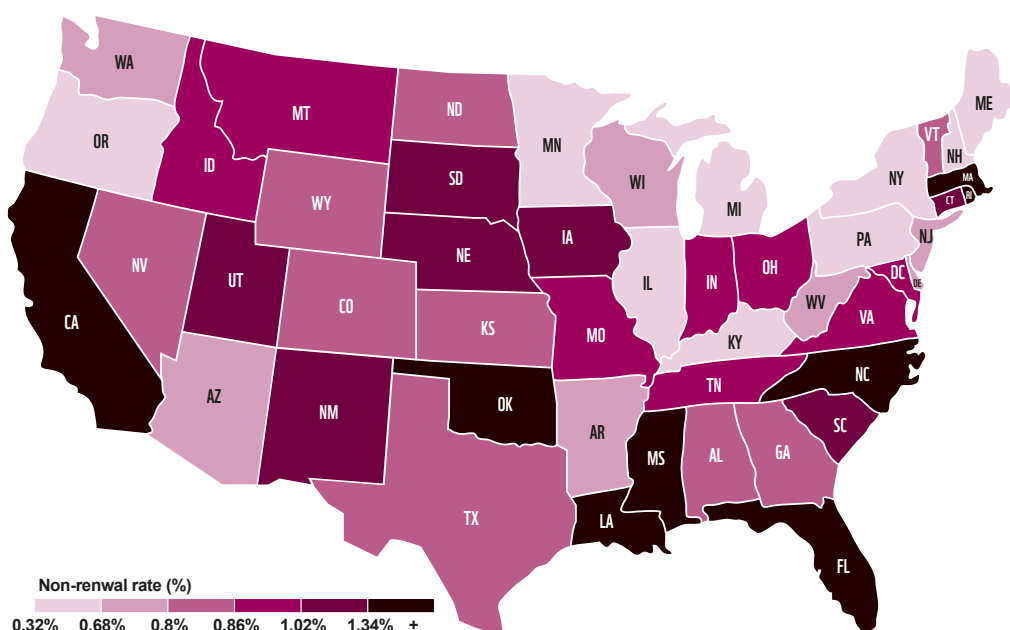 WA
MT
ND
MN
ME
VT
NH
OR
ID
SD
WI
MI
NY
MA
CT
RI
WY
IA
NE
PA
NJ
NV
UT
CO
KS
IL
IN
OH
DC
DE
WV
VA
CA
MO
KY
AZ
NM
OK
TN
NC
AR
SC
MS
AL
GA
TX
LA
FL
Non-renwal rate (%)
0.32% 0.68% 0.8% 0.86% 1.02% 1.34% +